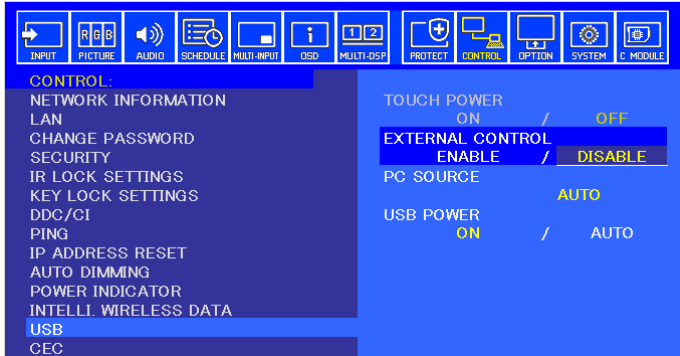 INPUT
RGB
PICTURE
AUDIO
SCHEDULE
MULTI-INPUT
i
OSD
1 2
MULTI-DSP
PROTECT
CONTROL
OPTION
SYSTEM
C MODULE
CONTROL:
NETWORK INFORMATION
LAN
CHANGE PASSWORD
SECURITY
IR LOCK SETTINGS
KEY LOCK SETTINGS
DDC/CI
PING
IP ADDRESS RESET
AUTO DIMMING
POWER INDICATOR
INTELLI. WIRELESS DATA
USB
CEC
TOUCH POWER
ON / OFF
EXTERNAL CONTROL
ENABLE / DISABLE
PC SOURCE
AUTO
USB POWER
ON / AUTO